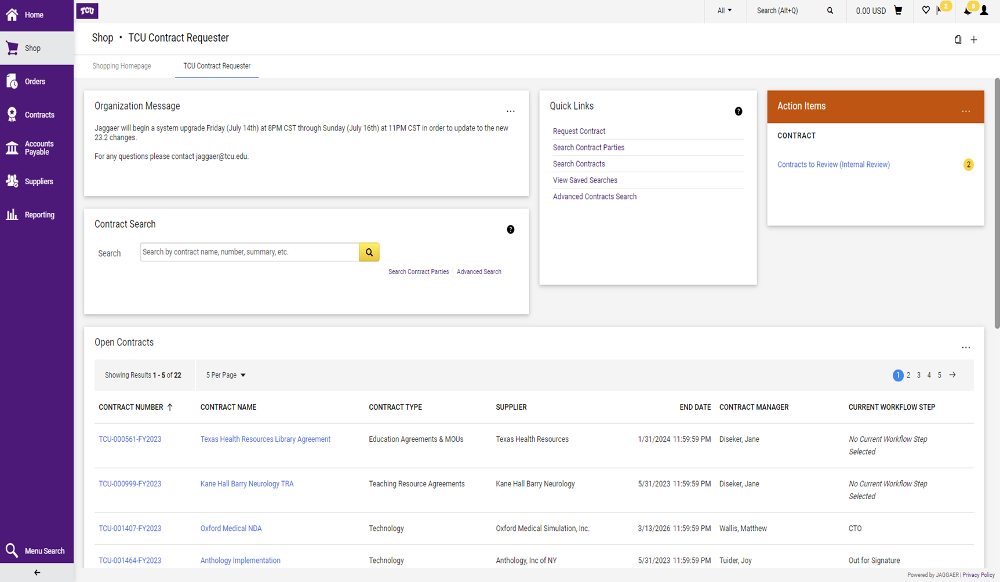 Home
TCU
All
Search (Alt+Q)
0.00 USD
2
8
Shop
Orders
Contracts
Accounts
Payable
Suppliers
Reporting
Menu Search
Shop • TCU Contract Requester
Shopping Homepage
TCU Contract Requester
Organization Message
...
Jaggaer will begin a system upgrade Friday (July 14th) at 8PM CST through Sunday (July 16th) at 11PM CST in order to update to the new
23.2 changes.
For any questions please contact jaggaer@tcu.edu.
Contract Search
?
Search
Search by contract name, number, summary, etc.
Search Contract Parties
Advanced Search
Quick Links
?
Request Contract
Search Contract Parties
Search Contracts
View Saved Searches
Advanced Contracts Search
Action Items
...
CONTRACT
Contracts to Review (Internal Review)
2
Open Contracts
...
Showing Results 1 - 5 of 22
5 Per Page
1 2 3 4 5
CONTRACT NUMBER CONTRACT NAME CONTRACT TYPE SUPPLIER END DATE CONTRACT MANAGER CURRENT WORKFLOW STEP
TCU-000561-FY2023 Texas Health Resources Library Agreement Education Agreements & MOUs Texas Health Resources 1/31/2024 11:59:59 PM Diseker, Jane No Current Workflow Step
Selected
TCU-000999-FY2023 Kane Hall Barry Neurology TRA Teaching Resource Agreements Kane Hall Barry Neurology 5/31/2023 11:59:59 PM Diseker, Jane No Current Workflow Step
Selected
TCU-001407-FY2023 Oxford Medical NDA Technology Oxford Medical Simulation, Inc. 3/13/2026 11:59:59 PM Wallis, Matthew CTO
TCU-001464-FY2023 Anthology Implementation Technology Anthology, Inc of NY 5/31/2023 11:59:59 PM Tuider, Joy Out for Signature
Powered by JAGGAER | Privacy Policy